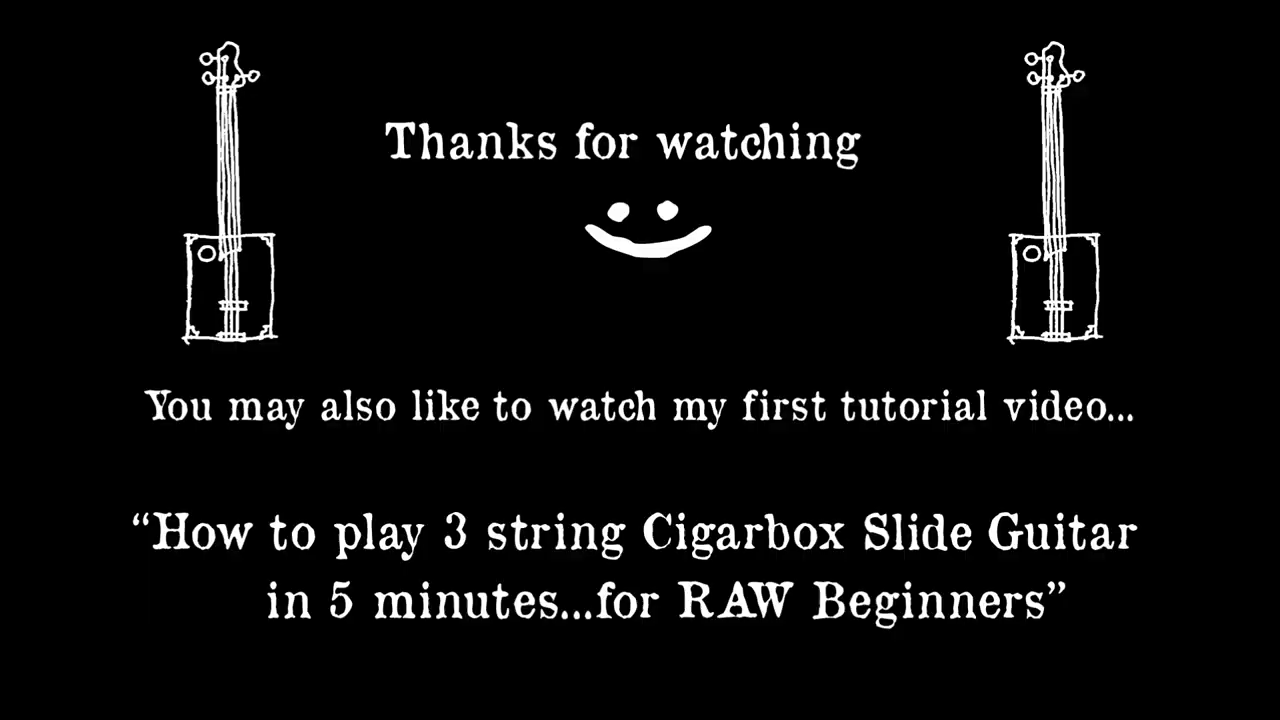 Thanks for watching
You may also like to watch my first tutorial video...
“How to play 3 string Cigarbox Slide Guitar
in 5 minutes...for RAW Beginners”